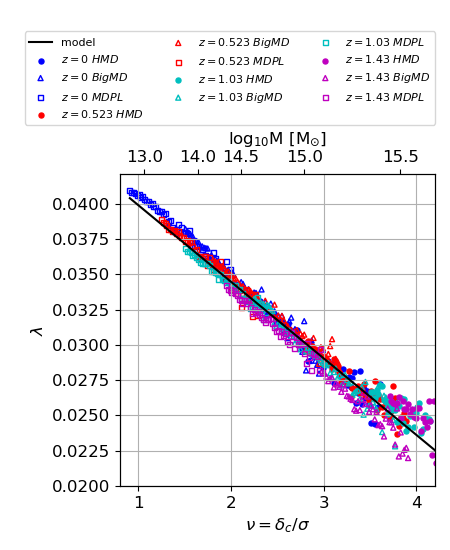 model z = 0.523 BigMD z = 1.03 MDPL
z = 0 HMD z = 0.523 MDPL z = 1.43 HMD
z = 0 BigMD z = 1.03 HMD z = 1.43 BigMD
z = 0 MDPL z = 1.03 BigMD z = 1.43 MDPL
z = 0.523 HMD
log₁₀M [M⊙]
13.0 14.0 14.5 15.0 15.5
0.0400
0.0375
0.0350
0.0325
0.0300
0.0275
0.0250
0.0225
0.0200
λ
1 2 3 4
ν = δc/σ